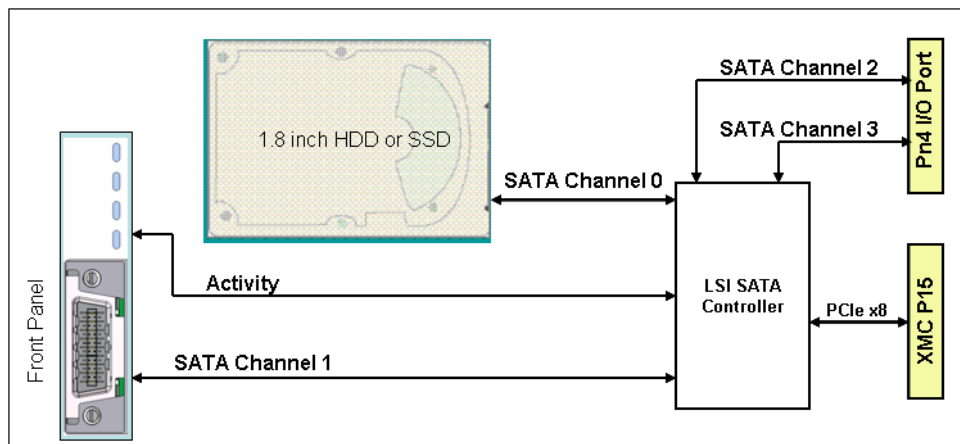 SATA Channel 2
Pn4 I/O Port
SATA Channel 3
1.8 inch HDD or SSD
SATA Channel 0
Front Panel
Activity
LSI SATA
Controller
PCIe x8
XMC P15
SATA Channel 1